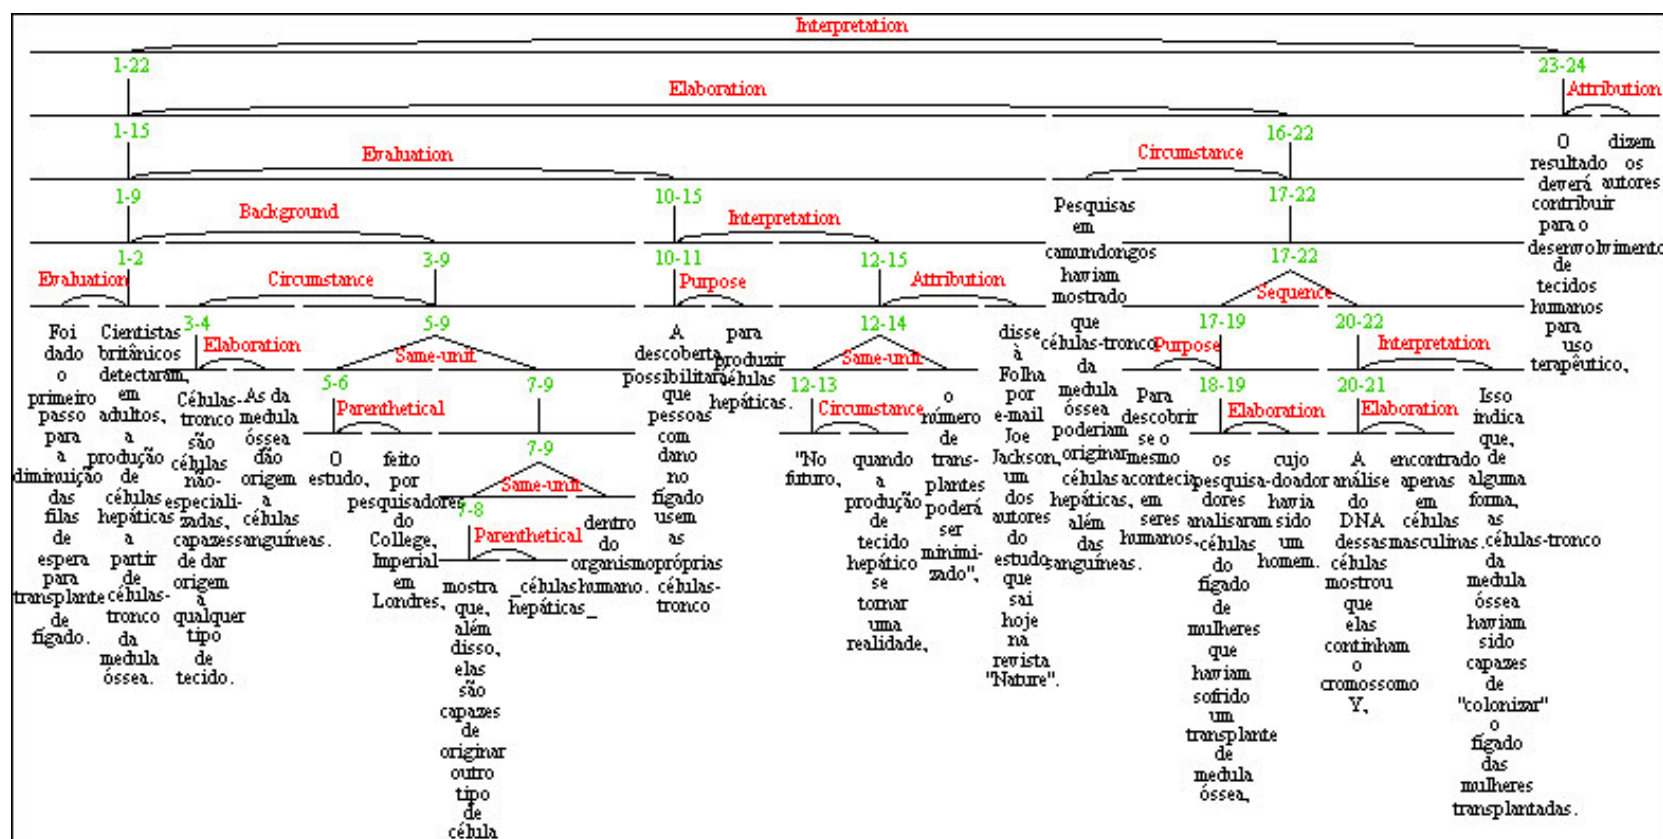 Interpretation
1-22
23-24
Elaboration
Attribution
1-15
16-22
Evaluation
Circumstance
1-9
10-15
17-22
Background
Interpretation
1-2
3-9
10-11
12-15
17-22
Evaluation
Circumstance
Purpose
Attribution
Sequence
3-4
5-9
12-14
17-19
20-22
Elaboration
Same-unit
Same-unit
Purpose
Interpretation
5-6
7-9
12-13
18-19
20-21
Parenthetical
Circumstance
Elaboration
Elaboration
7-9
Same-unit
7-8
Parenthetical
Foi
dado
o
primeiro
passo
para
a
diminuição
das
filas
de
espera
para
transplante
de
fígado.
Cientistas
britânicos
detectaram,
em
adultos,
a
produção
de
células
hepáticas
a
partir
de
células-
tronco
da
medula
óssea.
Células-
tronco
são
células
não-
especiali-
zadas,
capazes
de dar
origem
a
qualquer
tipo
de
tecido.
As da
medula
óssea
dão
origem
a
células
sanguíneas.
O
estudo,
feito
por
pesquisadores
do
College,
Imperial
em
Londres,
mostra
que,
além
disso,
elas
são
capazes
de
originar
outro
tipo
de
célula
_células
hepáticas_
dentro
do
organismo
humano.
A
descoberta
possibilitará
que
pessoas
com
dano
no
fígado
usem
as
próprias
células-
tronco
para
produzir
células
hepáticas.
"No
futuro,
quando
a
produção
de
tecido
hepático
se
tornar
uma
realidade,
o
número
de
trans-
plantes
poderá
ser
minimi-
zado",
disse
à
Folha
por
e-mail
Joe
Jackson,
um
dos
autores
do
estudo
que
sai
hoje
na
revista
"Nature".
Pesquisas
em
camundongos
haviam
mostrado
que
células-tronco
da
medula
óssea
poderiam
originar
células
hepáticas,
além
das
sanguíneas.
Para
descobrir
se o
mesmo
acontecia
em
seres
humanos,
os
pesquisa-
dores
analisaram
células
do
fígado
de
mulheres
que
haviam
sofrido
um
transplante
de
medula
óssea,
cujo
doador
havia
sido
um
homem.
A
análise
do
DNA
dessas
células
mostrou
que
elas
continham
o
cromossomo
Y,
encontrado
apenas
em
células
masculinas.
Isso
indica
que,
de
alguma
forma,
as
células-tronco
da
medula
óssea
haviam
sido
capazes
de
"colonizar"
o
fígado
das
mulheres
transplantadas.
O
resultado
deverá
contribuir
para o
desenvolvimento
de
tecidos
humanos
para
uso
terapêutico,
dizem
os
autores